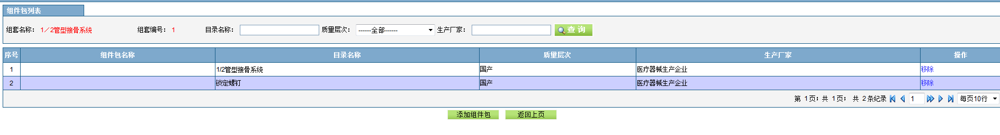 组件包列表
组套名称： 1／2管型接骨系统 组套编号： 1 目录名称： 质量层次： ------全部------ 生产厂家： 查 询
序号 组件包名称 目录名称 质量层次 生产厂家 操作
1 1/2管型接骨系统 国产 医疗器械生产企业 移除
2 锁定螺钉 国产 医疗器械生产企业 移除
第 1页；共 1页； 共 2条纪录 1 每页10行
添加组件包 返回上页